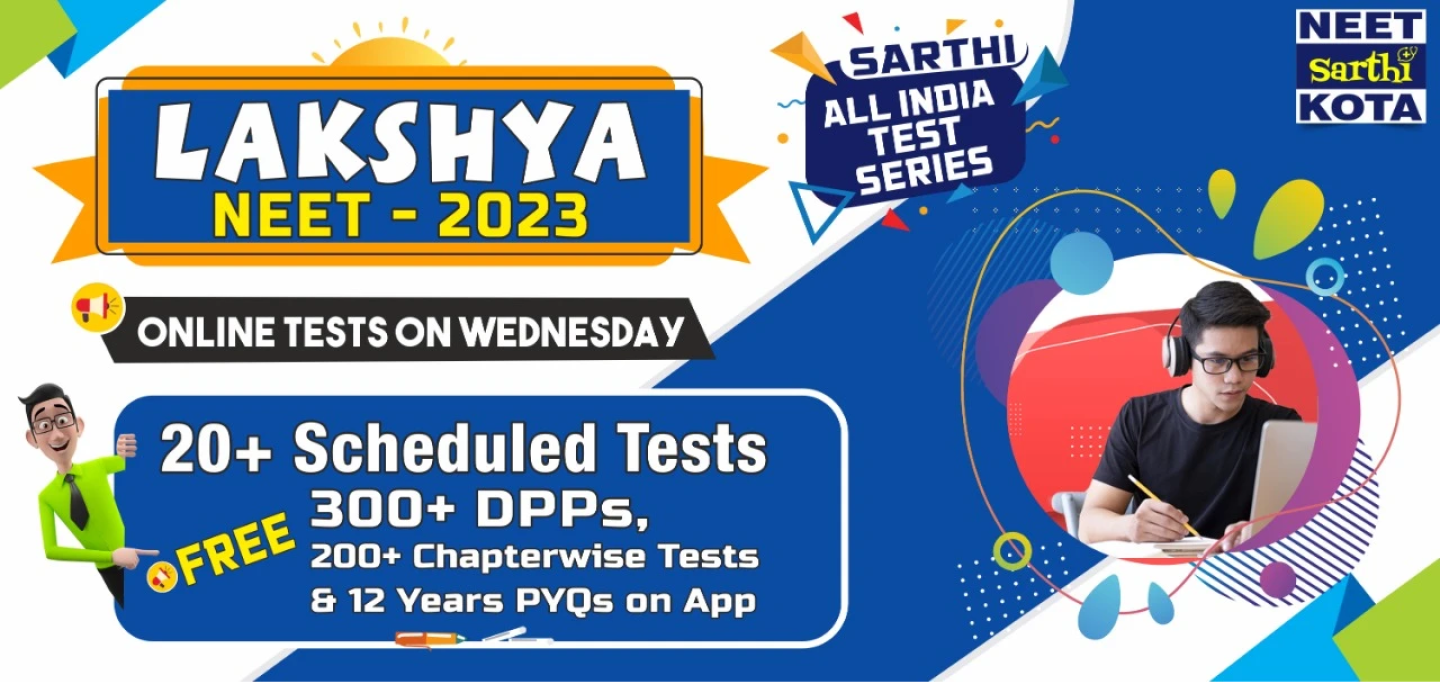 LAKSHYA
NEET - 2023
SARTHI
ALL INDIA
TEST
SERIES
NEET
Sarthi
KOTA
ONLINE TESTS ON WEDNESDAY
20+ Scheduled Tests
FREE
300+ DPPs,
200+ Chapterwise Tests
& 12 Years PYQs on App